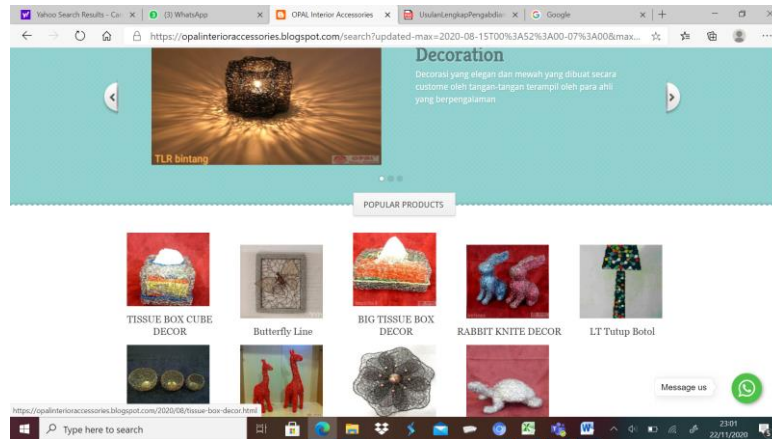 Yahoo Search Results - Ca
(3) WhatsApp
OPAL Interior Accessories
UsulanLengkapPengabdia
Google
https://opalinterioraccessories.blogspot.com/search?updated-max=2020-08-15T00%3A52%3A00-07%3A00&max...
Decoration
Decorasi yang elegan dan mewah yang dibuat secara
custome oleh tangan-tangan terampil oleh para ahli
yang berpengalaman
TLR bintang
POPULAR PRODUCTS
TISSUE BOX CUBE
DECOR
Butterfly Line
BIG TISSUE BOX
DECOR
RABBIT KNITE DECOR
LT Tutup Botol
Message us
https://opalinterioraccessories.blogspot.com/2020/08/tissue-box-decor.html
Type here to search
23:01
22/11/2020